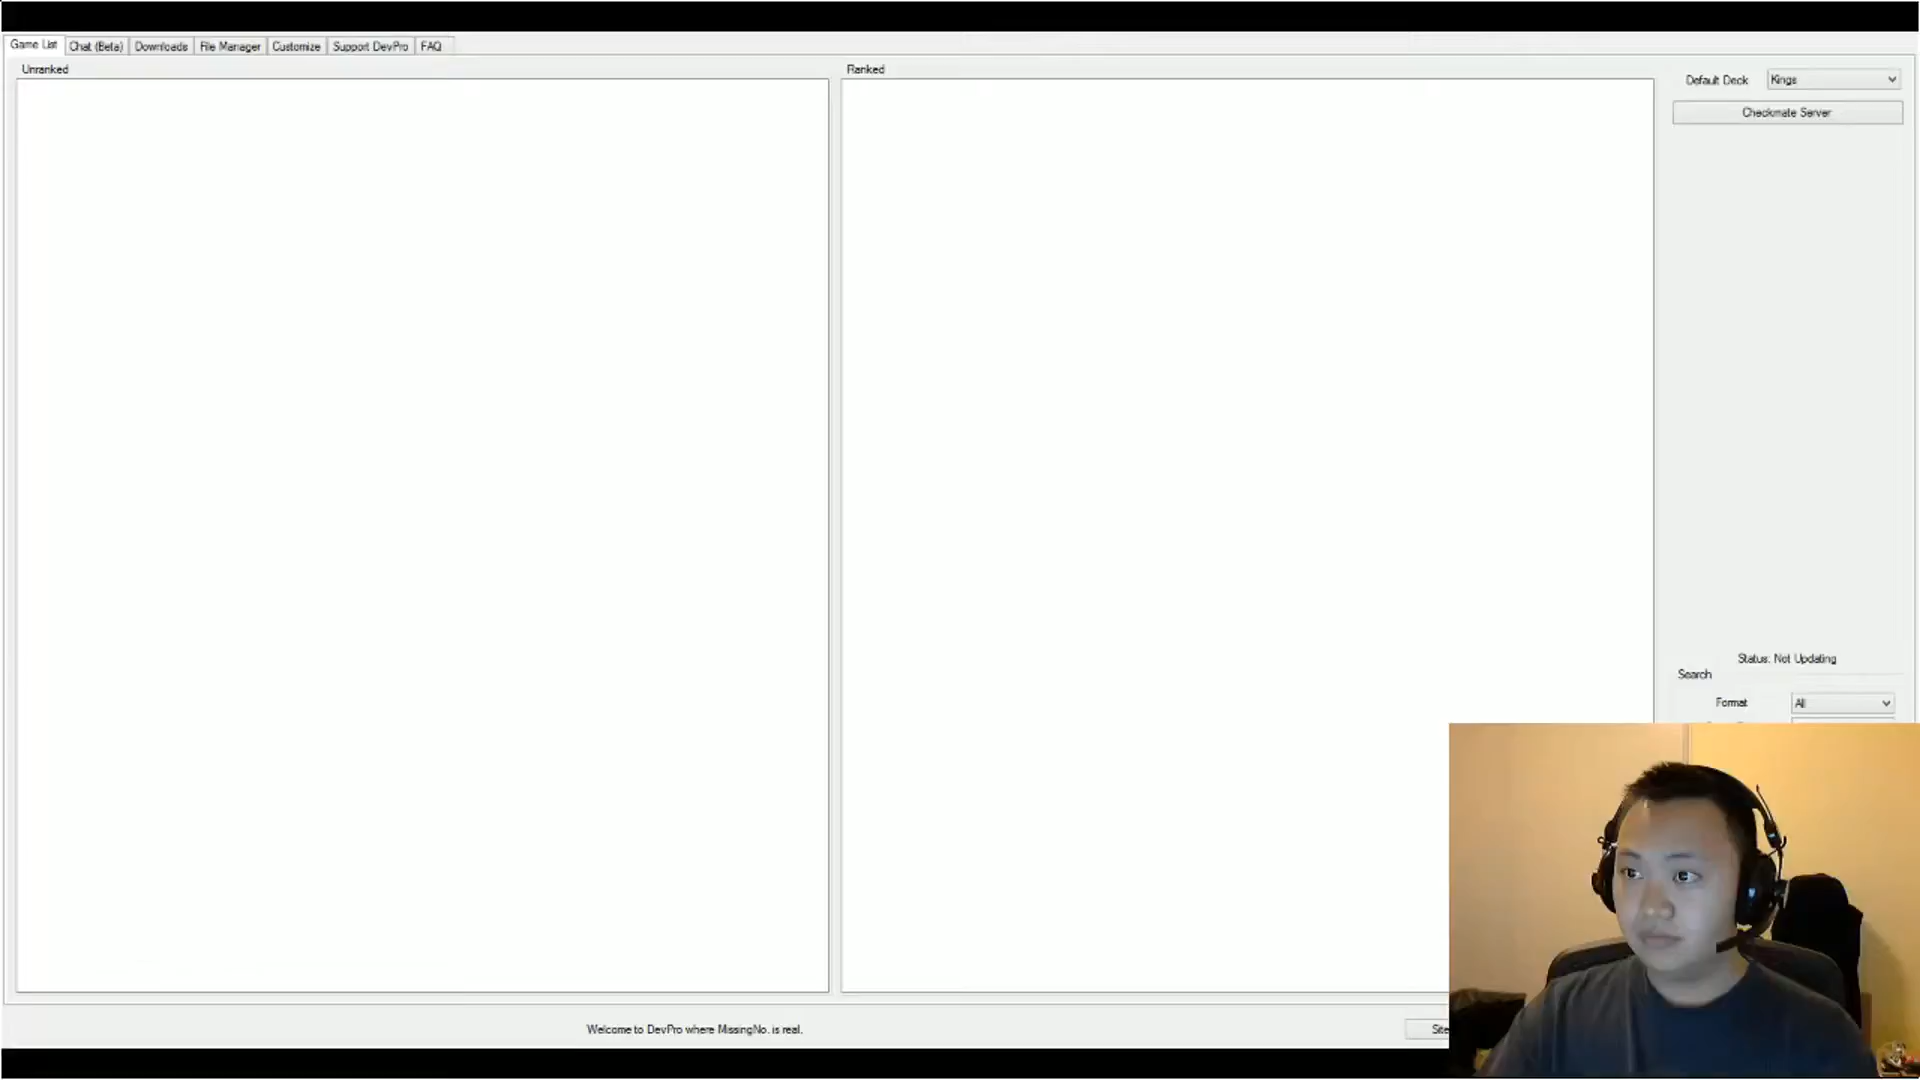 Game List Chat (Beta) Downloads File Manager Customize Support DevPro FAQ
Unranked
Ranked
Default Deck Kings
Checkmate Server
Status: Not Updating
Search
Format All
Welcome to DevPro where MissingNo. is real.
Site